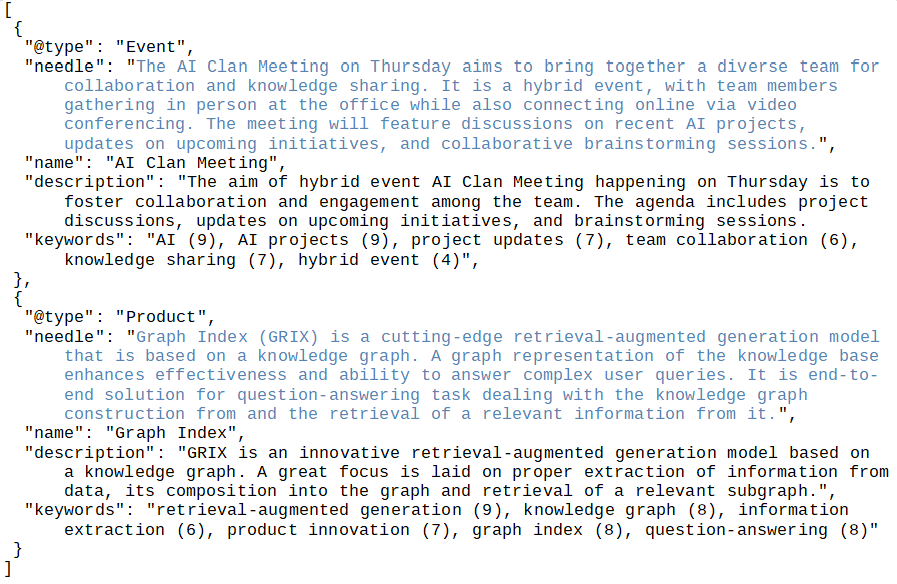 [
{
"@type": "Event",
"needle": "The AI Clan Meeting on Thursday aims to bring together a diverse team for
collaboration and knowledge sharing. It is a hybrid event, with team members
gathering in person at the office while also connecting online via video
conferencing. The meeting will feature discussions on recent AI projects,
updates on upcoming initiatives, and collaborative brainstorming sessions.",
"name": "AI Clan Meeting",
"description": "The aim of hybrid event AI Clan Meeting happening on Thursday is to
foster collaboration and engagement among the team. The agenda includes project
discussions, updates on upcoming initiatives, and brainstorming sessions.
"keywords": "AI (9), AI projects (9), project updates (7), team collaboration (6),
knowledge sharing (7), hybrid event (4)",
},
{
"@type": "Product",
"needle": "Graph Index (GRIX) is a cutting-edge retrieval-augmented generation model
that is based on a knowledge graph. A graph representation of the knowledge base
enhances effectiveness and ability to answer complex user queries. It is end-to-
end solution for question-answering task dealing with the knowledge graph
construction from and the retrieval of a relevant information from it.",
"name": "Graph Index",
"description": "GRIX is an innovative retrieval-augmented generation model based on
a knowledge graph. A great focus is laid on proper extraction of information from
data, its composition into the graph and retrieval of a relevant subgraph.",
"keywords": "retrieval-augmented generation (9), knowledge graph (8), information
extraction (6), product innovation (7), graph index (8), question-answering (8)"
}
]